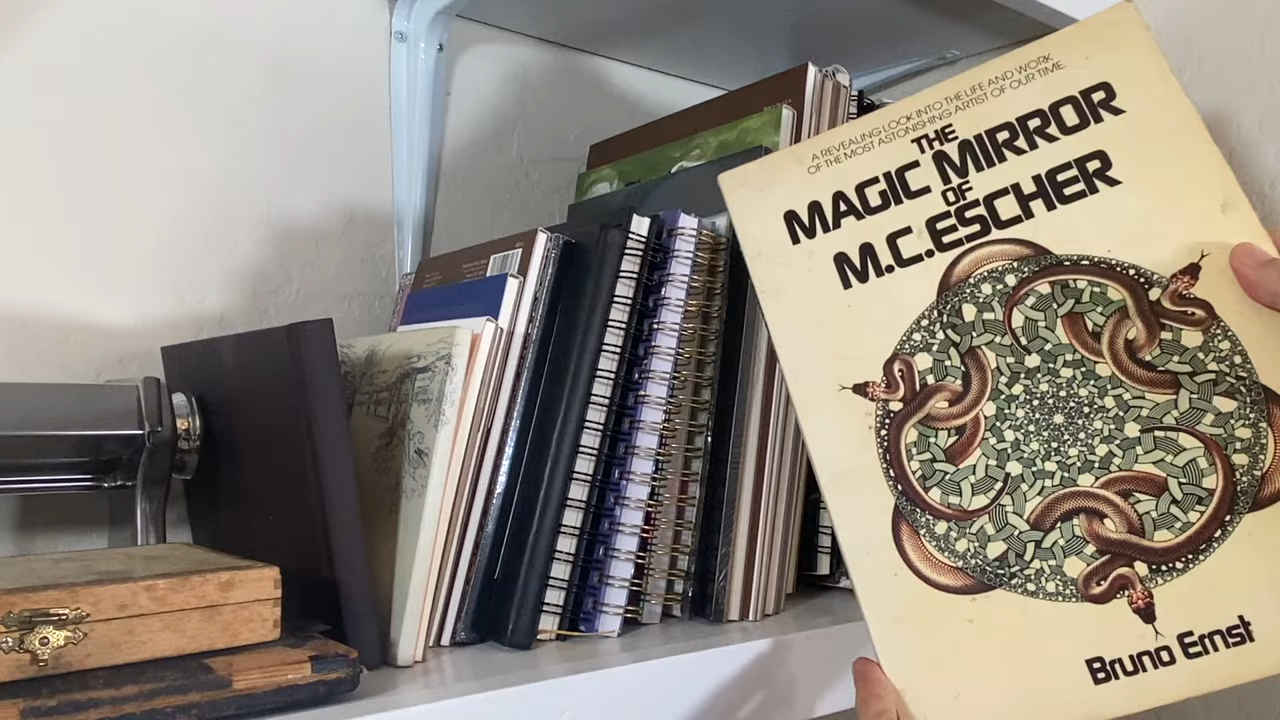 A REVEALING LOOK INTO THE LIFE AND WORK
OF THE MOST ASTONISHING ARTIST OF OUR TIME.
THE
MAGIC MIRROR
OF
M.C.ESCHER
Bruno Ernst